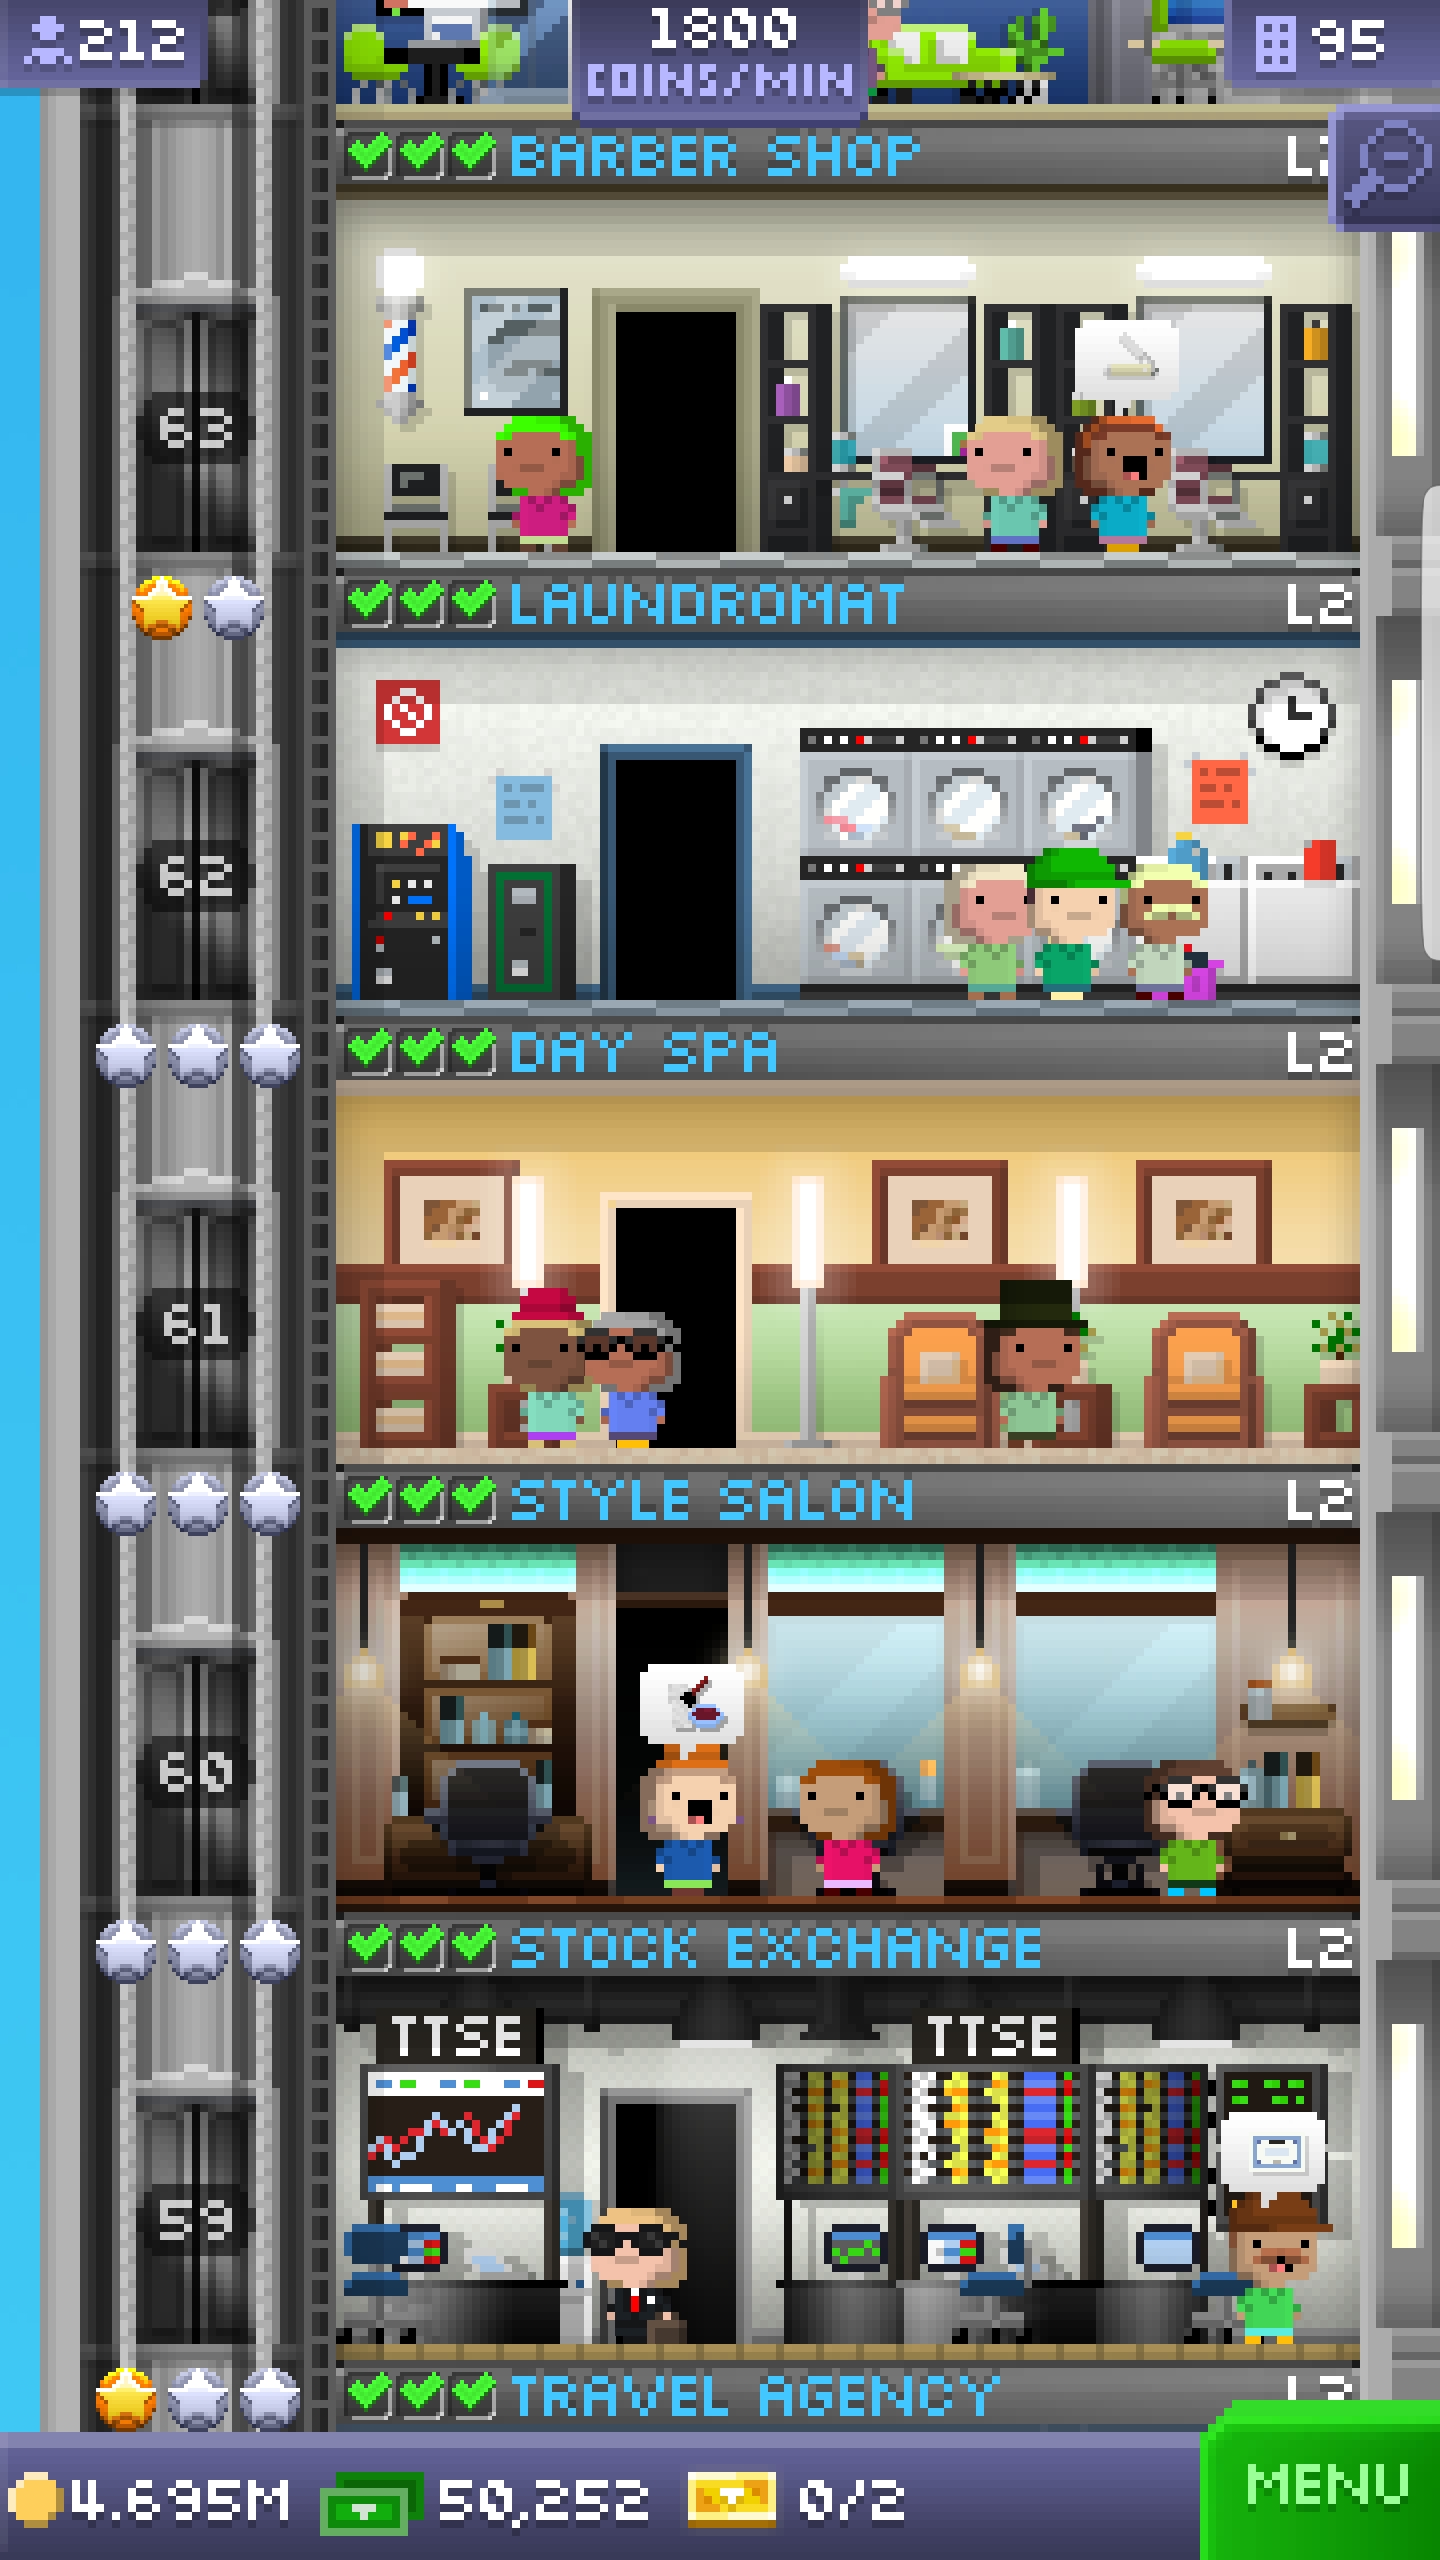 212
1800
COINS/MIN
95
BARBER SHOP
63
LAUNDROMAT L2
62
DAY SPA L2
61
STYLE SALON L2
60
STOCK EXCHANGE L2
TTSE TTSE
59
TRAVEL AGENCY
4.695M 50,252 0/2
MENU